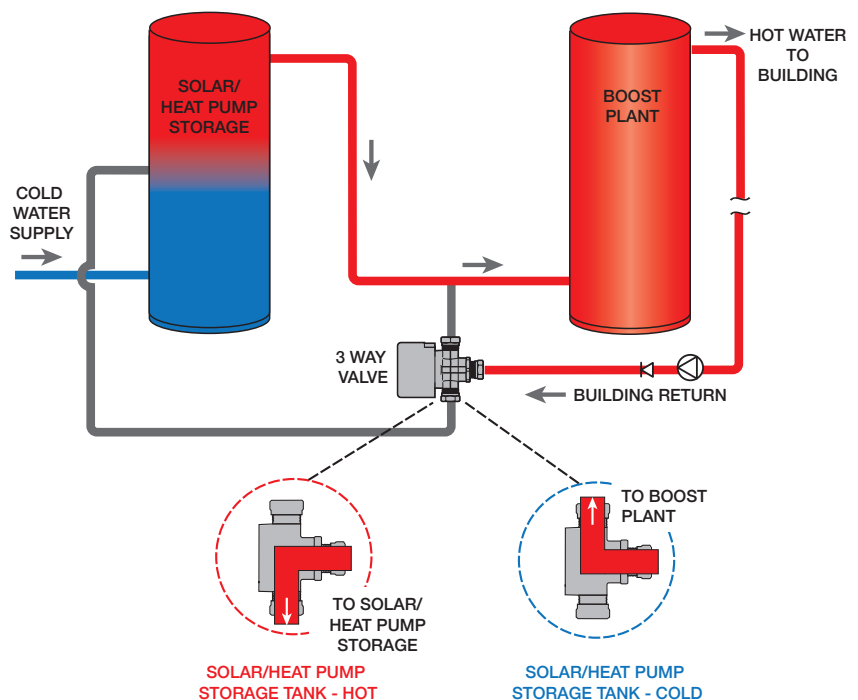 HOT WATER
TO
BUILDING
SOLAR/
HEAT PUMP
STORAGE
BOOST
PLANT
COLD
WATER
SUPPLY
3 WAY
VALVE
BUILDING RETURN
TO BOOST
PLANT
TO SOLAR/
HEAT PUMP
STORAGE
SOLAR/HEAT PUMP
STORAGE TANK - HOT
SOLAR/HEAT PUMP
STORAGE TANK - COLD